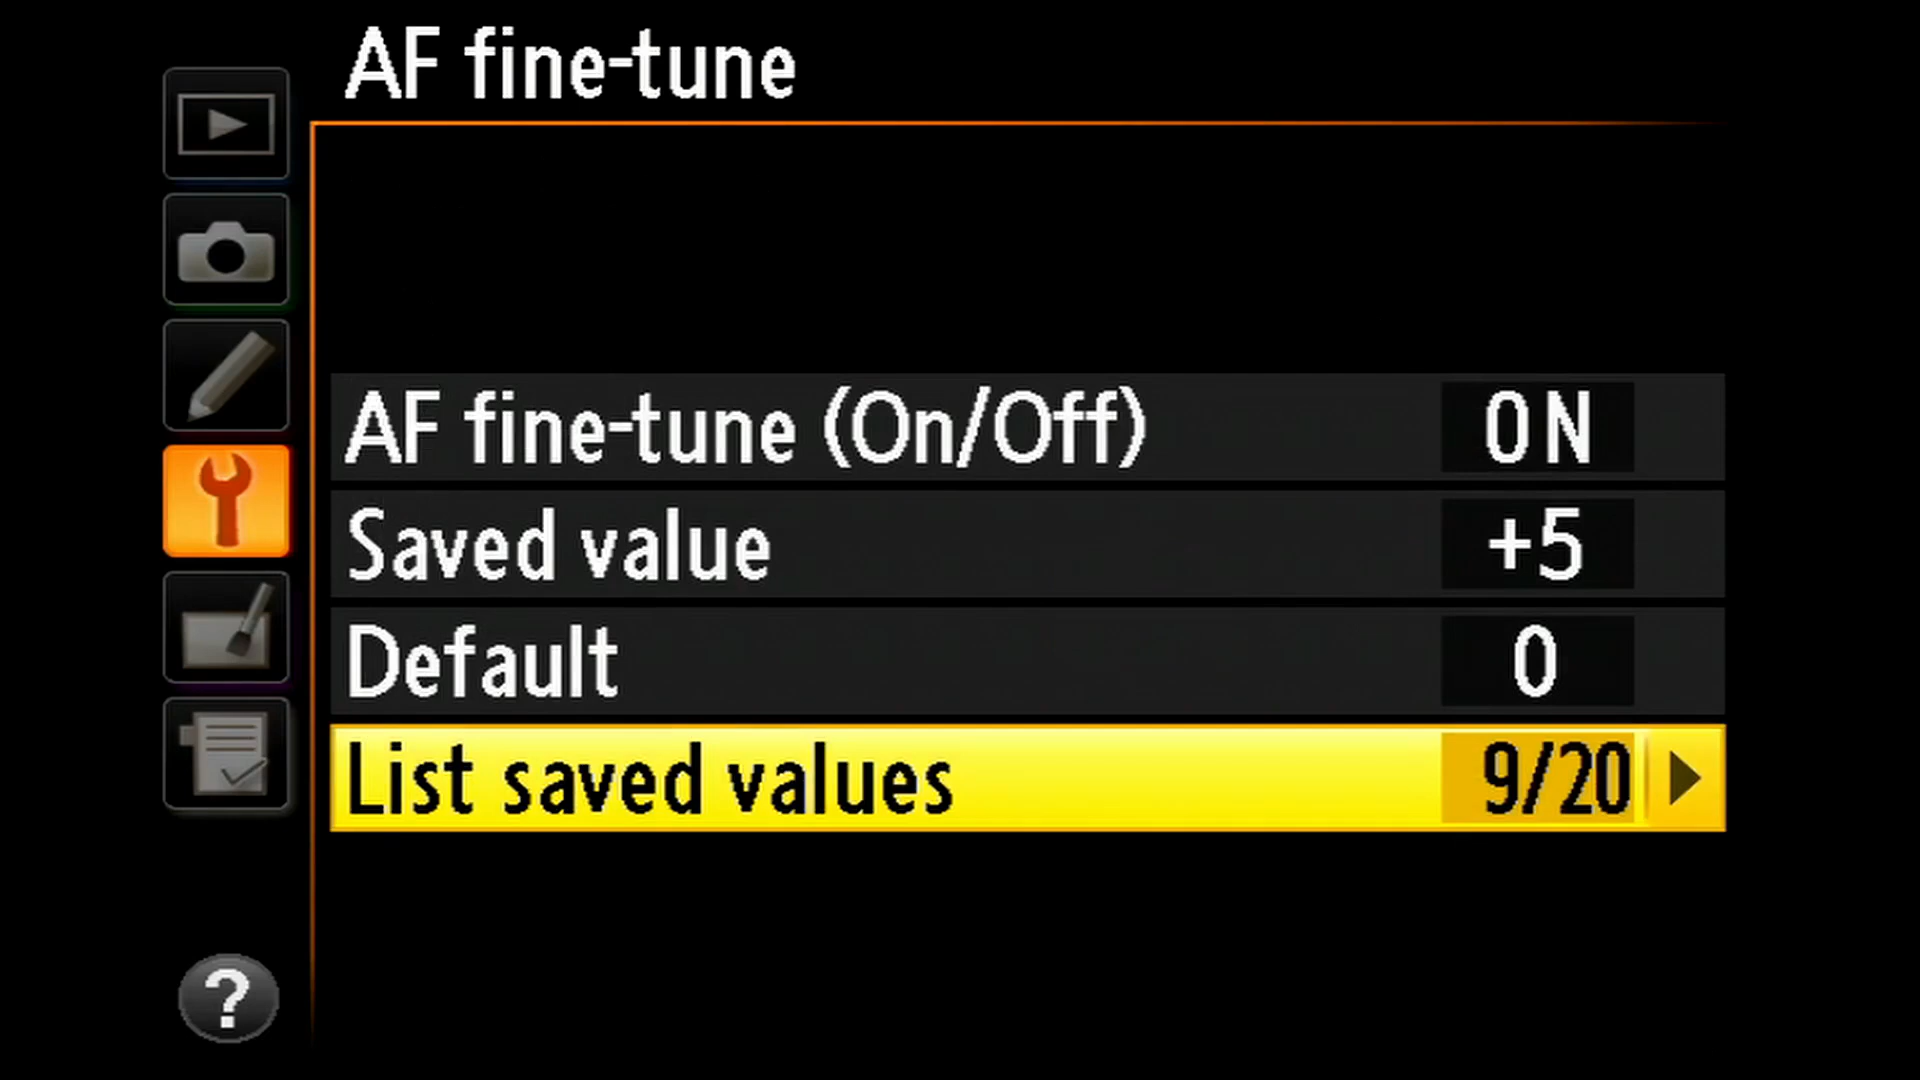 AF fine-tune
AF fine-tune (On/Off) ON
Saved value +5
Default 0
List saved values 9/20
?